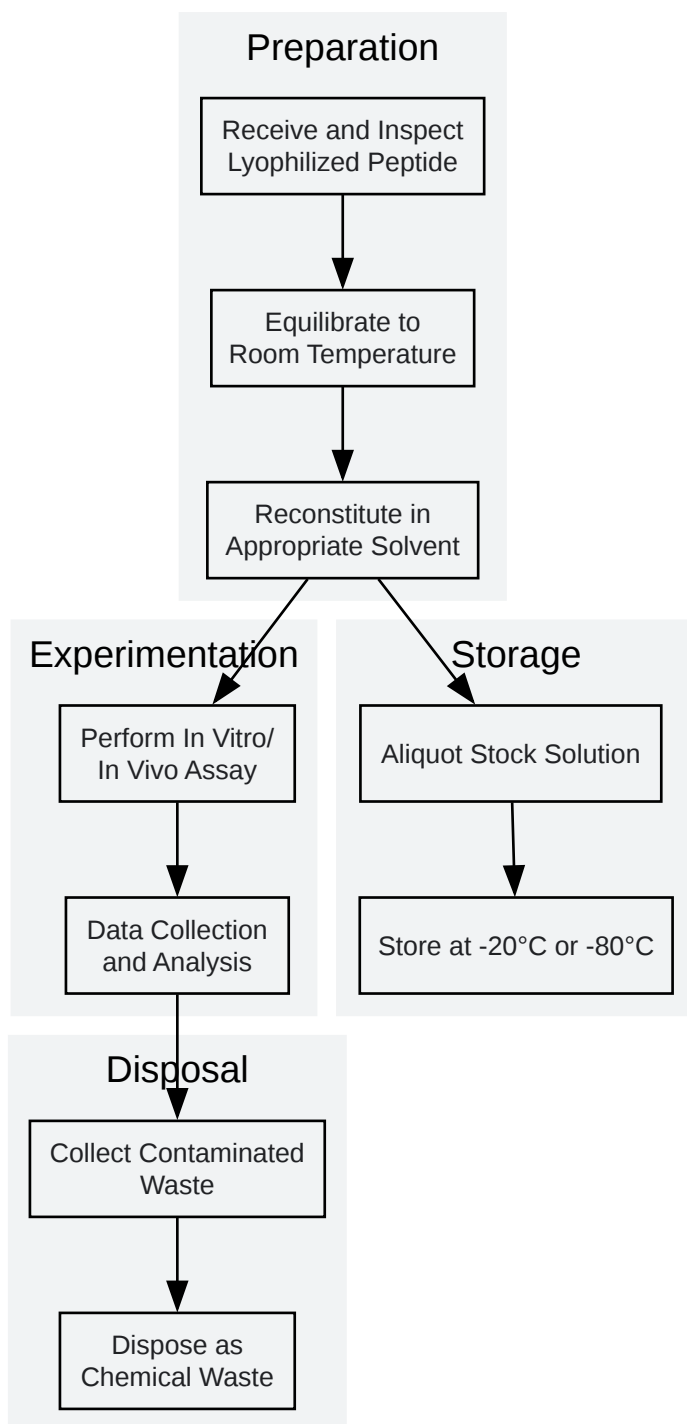 Preparation
Receive and Inspect
Lyophilized Peptide
Equilibrate to
Room Temperature
Reconstitute in
Appropriate Solvent
Experimentation
Perform In Vitro/
In Vivo Assay
Data Collection
and Analysis
Storage
Aliquot Stock Solution
Store at -20°C or -80°C
Disposal
Collect Contaminated
Waste
Dispose as
Chemical Waste